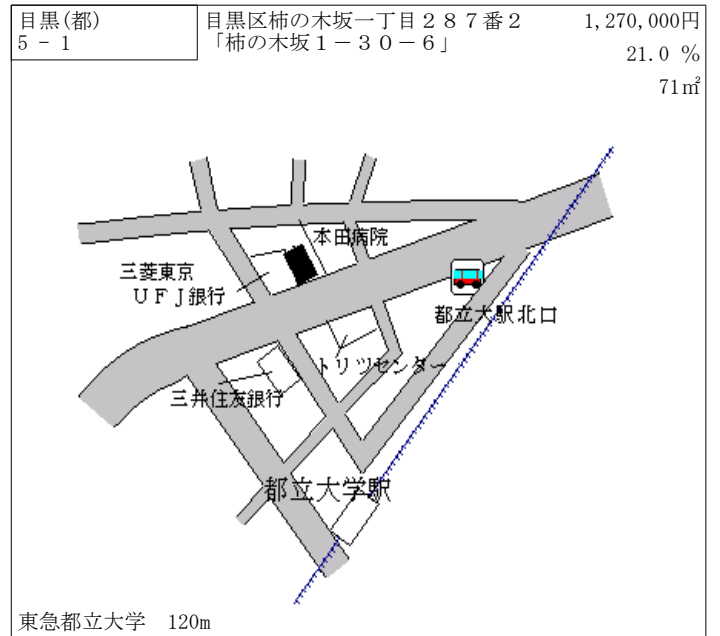 目黒(都)
5 - 1
目黒区柿の木坂一丁目２８７番２
「柿の木坂１－３０－６」
1,270,000円
21.0 %
71㎡
本田病院
三菱東京
ＵＦＪ銀行
都立大駅北口
トリツセンター
三井住友銀行
都立大学駅
東急都立大学　120m